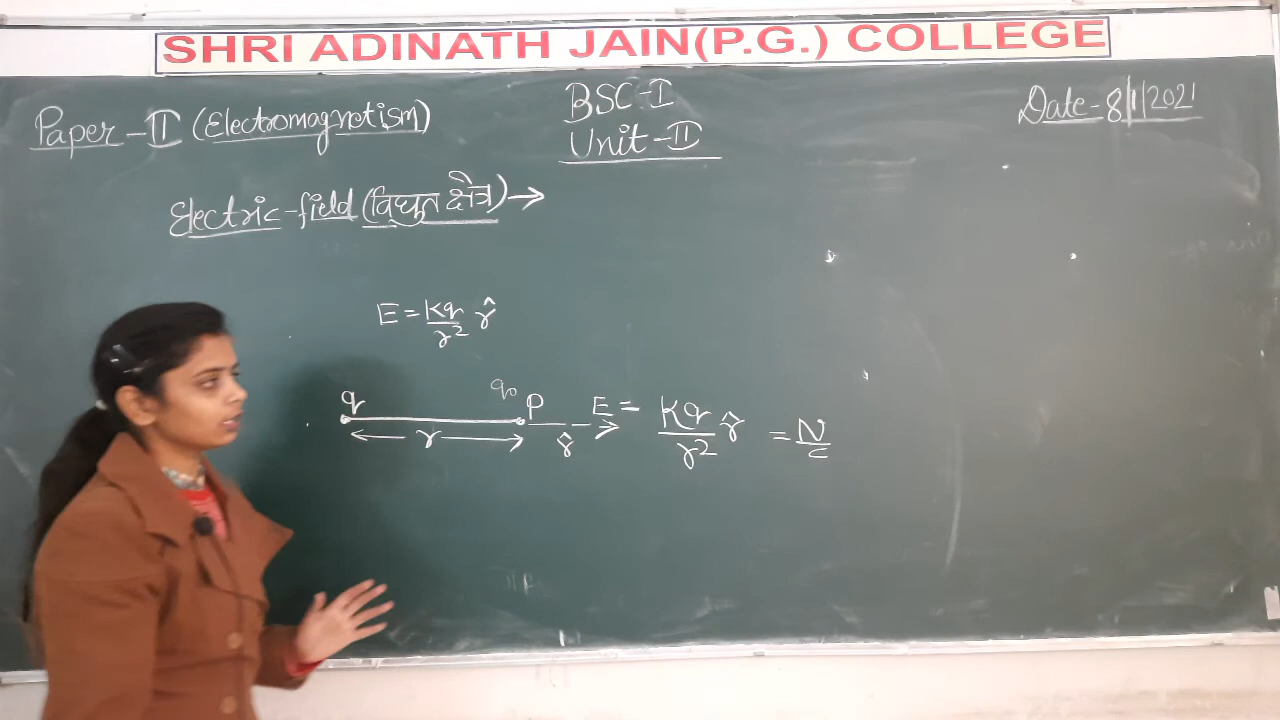 SHRI ADINATH JAIN(P.G.) COLLEGE
Paper-II (Electromagnetism)
BSC-I
Unit-II
Date-8/1/2021
Electric-field (विधुत क्षेत्र)→
E = Kq/r² r̂
q q₀ P E = Kq/r² r̂ = N/C
r r̂